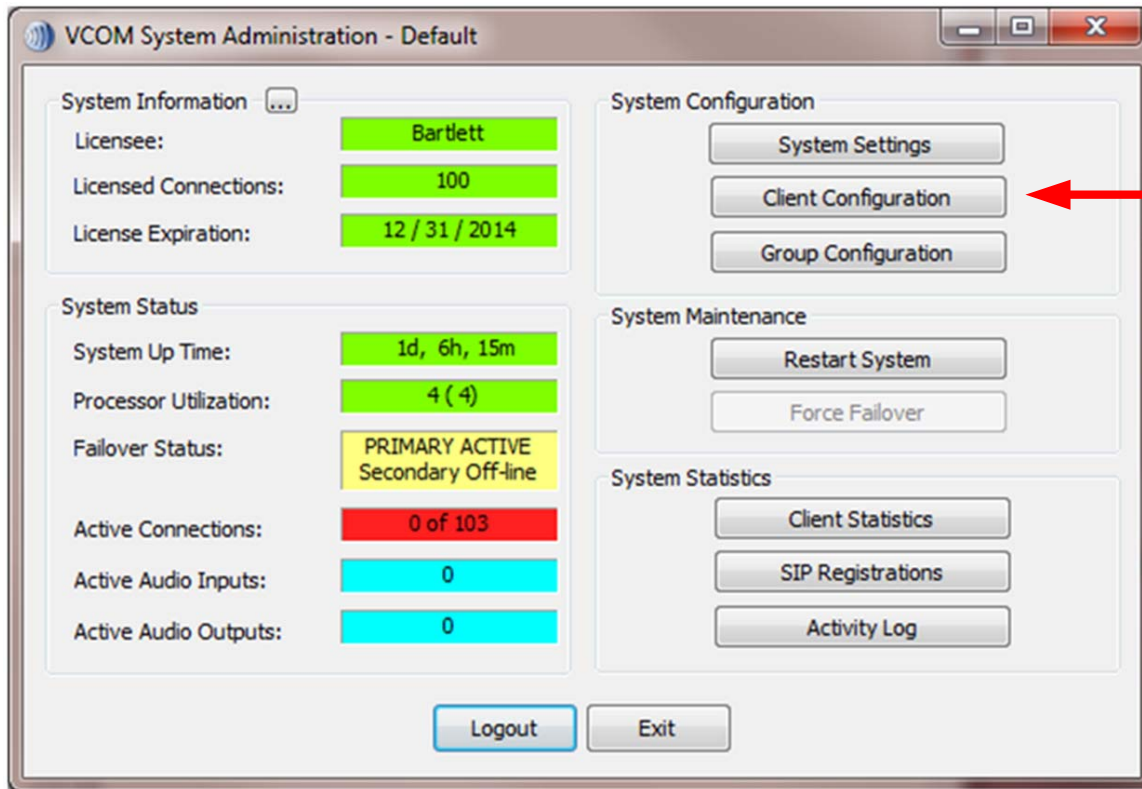 VCOM System Administration - Default
System Information ...
Licensee: Bartlett
Licensed Connections: 100
License Expiration: 12 / 31 / 2014
System Status
System Up Time: 1d, 6h, 15m
Processor Utilization: 4 ( 4)
Failover Status: PRIMARY ACTIVE
Secondary Off-line
Active Connections: 0 of 103
Active Audio Inputs: 0
Active Audio Outputs: 0
System Configuration
System Settings
Client Configuration
Group Configuration
System Maintenance
Restart System
Force Failover
System Statistics
Client Statistics
SIP Registrations
Activity Log
Logout
Exit